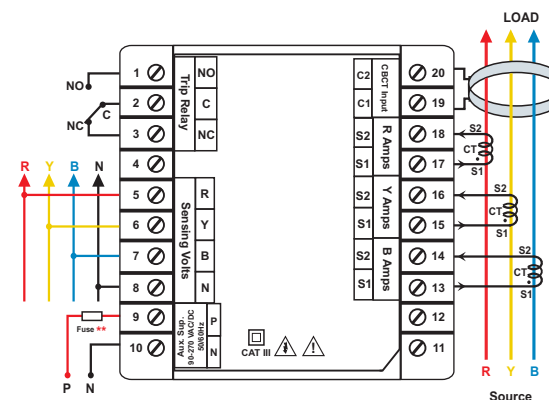 LOAD
NO
C
NC
R Y B N
Fuse **
P N
1
2
3
4
5
6
7
8
9
10
Trip Relay
NO
C
NC
Sensing Volts
R
Y
B
N
Aux. Sup.
90-270 VAC/DC
50/60Hz
P
N
CAT III
CBCT Input
C2
C1
R Amps
S2
S1
Y Amps
S2
S1
B Amps
S2
S1
20
19
18
17
16
15
14
13
12
11
S2
CT
S1
S2
CT
S1
S2
CT
S1
R Y B
Source